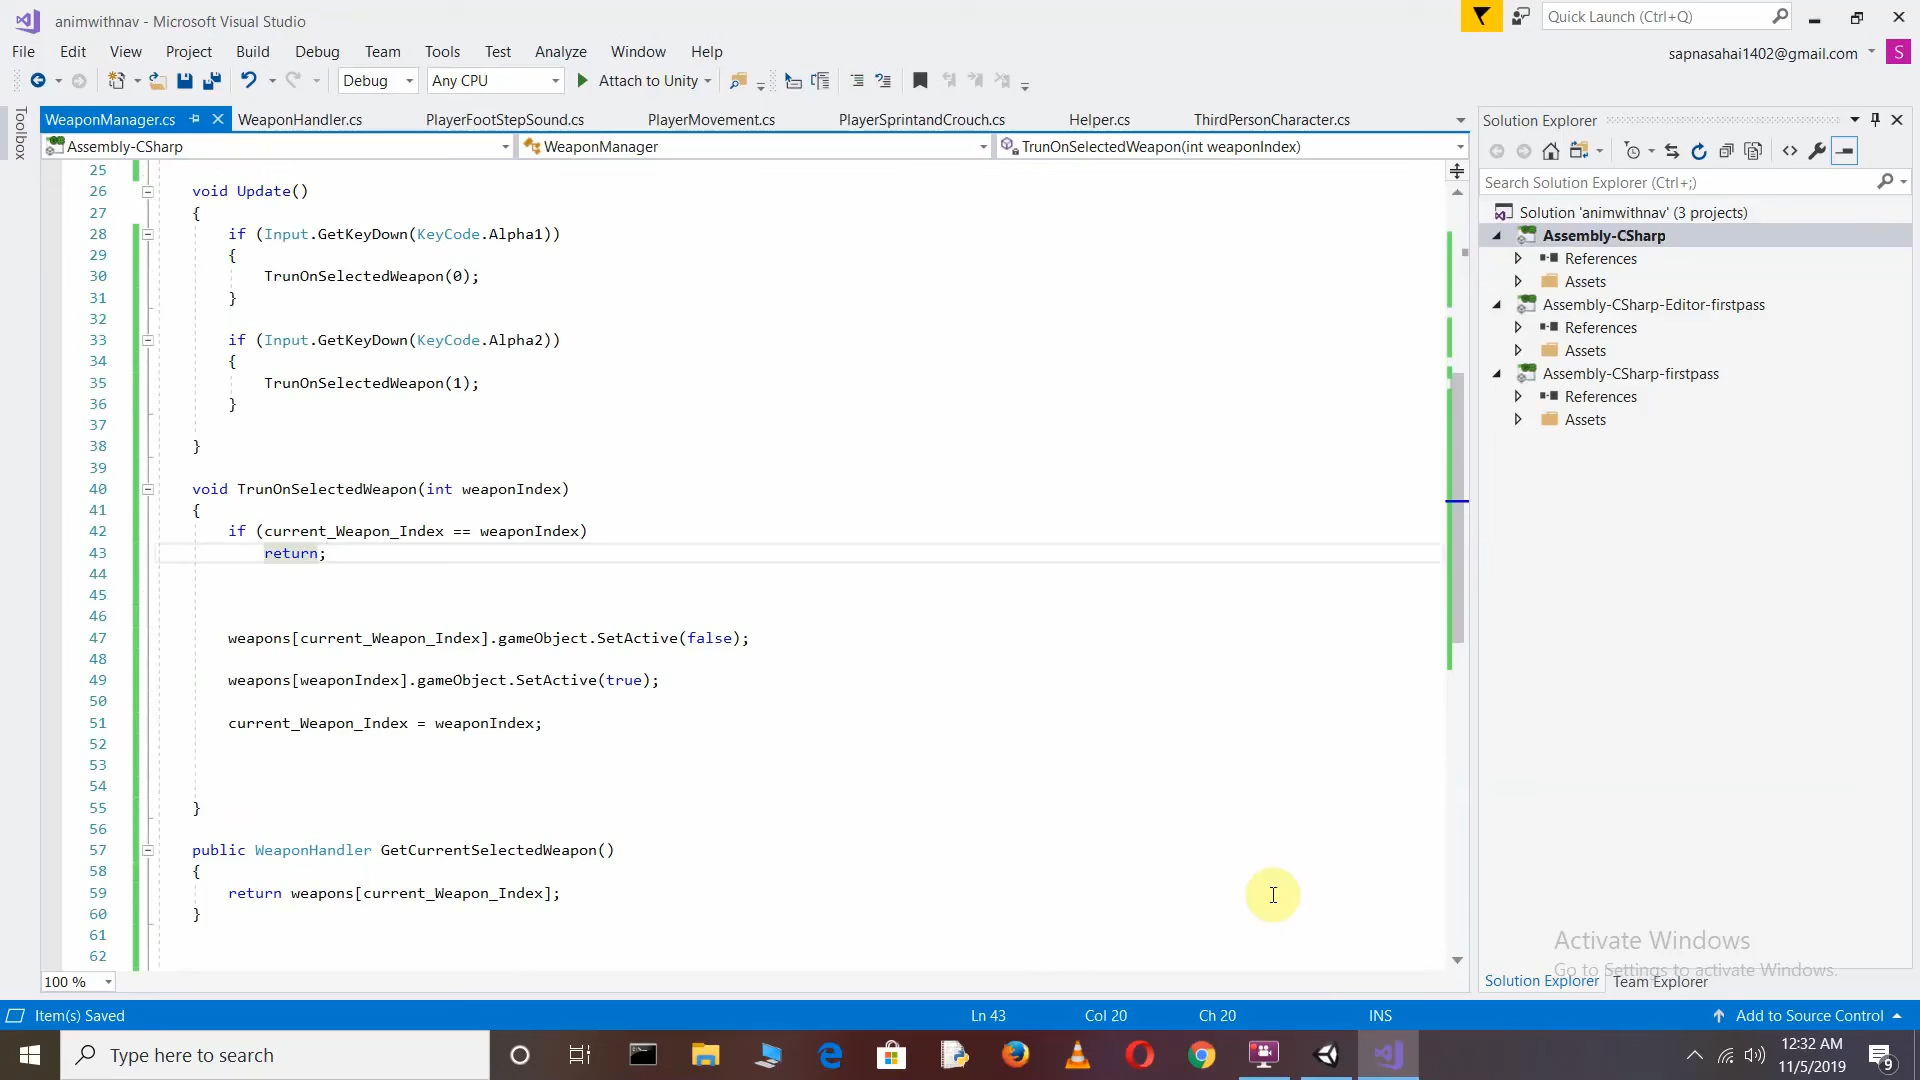 animwithnav - Microsoft Visual Studio
Quick Launch (Ctrl+Q)
File Edit View Project Build Debug Team Tools Test Analyze Window Help
sapnasahai1402@gmail.com S
Debug Any CPU Attach to Unity
Toolbox
WeaponManager.cs WeaponHandler.cs PlayerFootStepSound.cs PlayerMovement.cs PlayerSprintandCrouch.cs Helper.cs ThirdPersonCharacter.cs
Assembly-CSharp WeaponManager TrunOnSelectedWeapon(int weaponIndex)
25
26 void Update()
27 {
28 if (Input.GetKeyDown(KeyCode.Alpha1))
29 {
30 TrunOnSelectedWeapon(0);
31 }
32
33 if (Input.GetKeyDown(KeyCode.Alpha2))
34 {
35 TrunOnSelectedWeapon(1);
36 }
37
38 }
39
40 void TrunOnSelectedWeapon(int weaponIndex)
41 {
42 if (current_Weapon_Index == weaponIndex)
43 return;
44
45
46
47 weapons[current_Weapon_Index].gameObject.SetActive(false);
48
49 weapons[weaponIndex].gameObject.SetActive(true);
50
51 current_Weapon_Index = weaponIndex;
52
53
54
55 }
56
57 public WeaponHandler GetCurrentSelectedWeapon()
58 {
59 return weapons[current_Weapon_Index];
60 }
61
62
100 %
Solution Explorer
Search Solution Explorer (Ctrl+;)
Solution 'animwithnav' (3 projects)
Assembly-CSharp
References
Assets
Assembly-CSharp-Editor-firstpass
References
Assets
Assembly-CSharp-firstpass
References
Assets
Activate Windows
Go to Settings to activate Windows.
Solution Explorer Team Explorer
Item(s) Saved Ln 43 Col 20 Ch 20 INS Add to Source Control
Type here to search
12:32 AM
11/5/2019
9